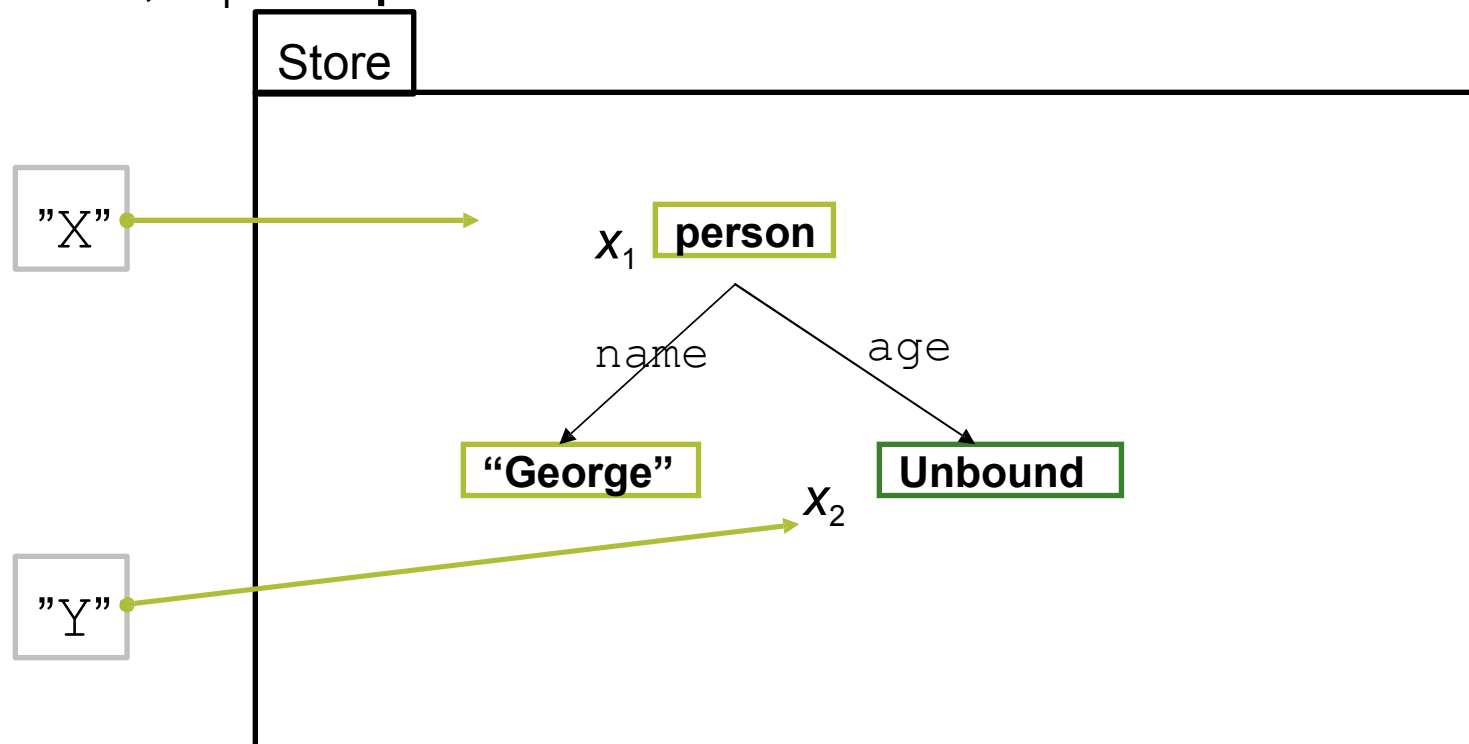 Store
”X”
x₁ person
name age
“George” Unbound
x₂
”Y”